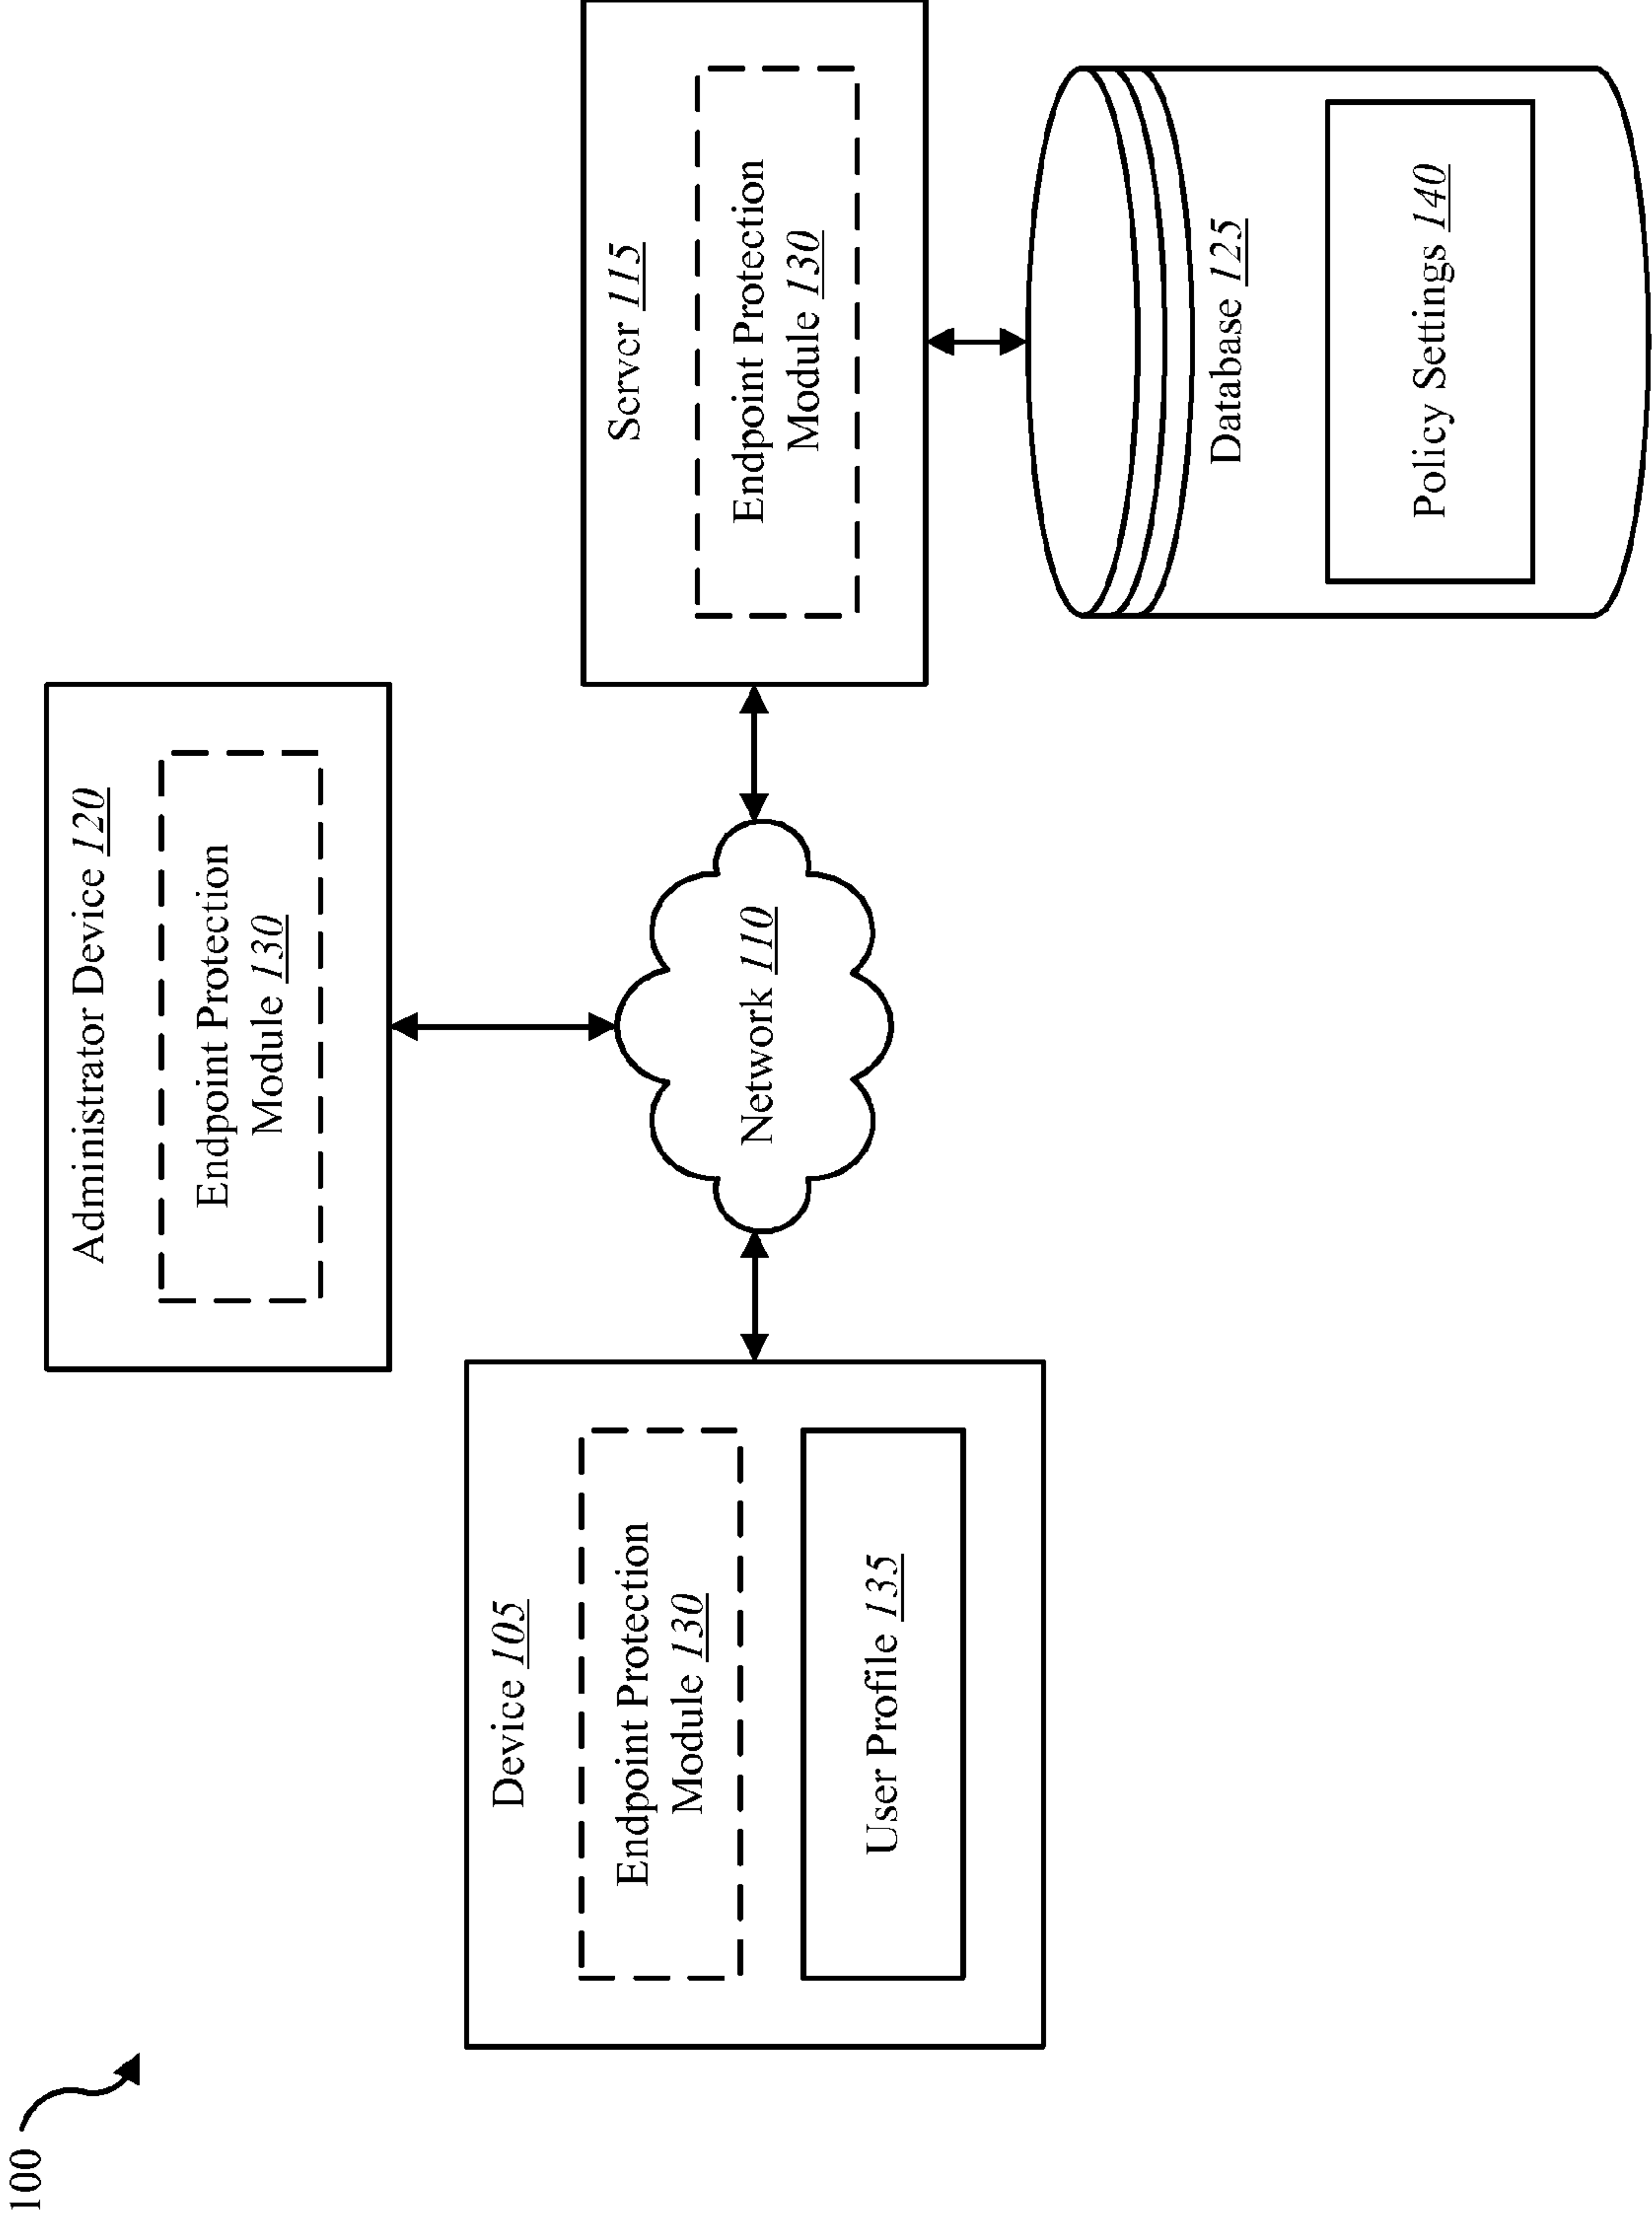 100
Administrator Device 120
Endpoint Protection
Module 130
Device 105
Endpoint Protection
Module 130
User Profile 135
Network 110
Server 115
Endpoint Protection
Module 130
Database 125
Policy Settings 140